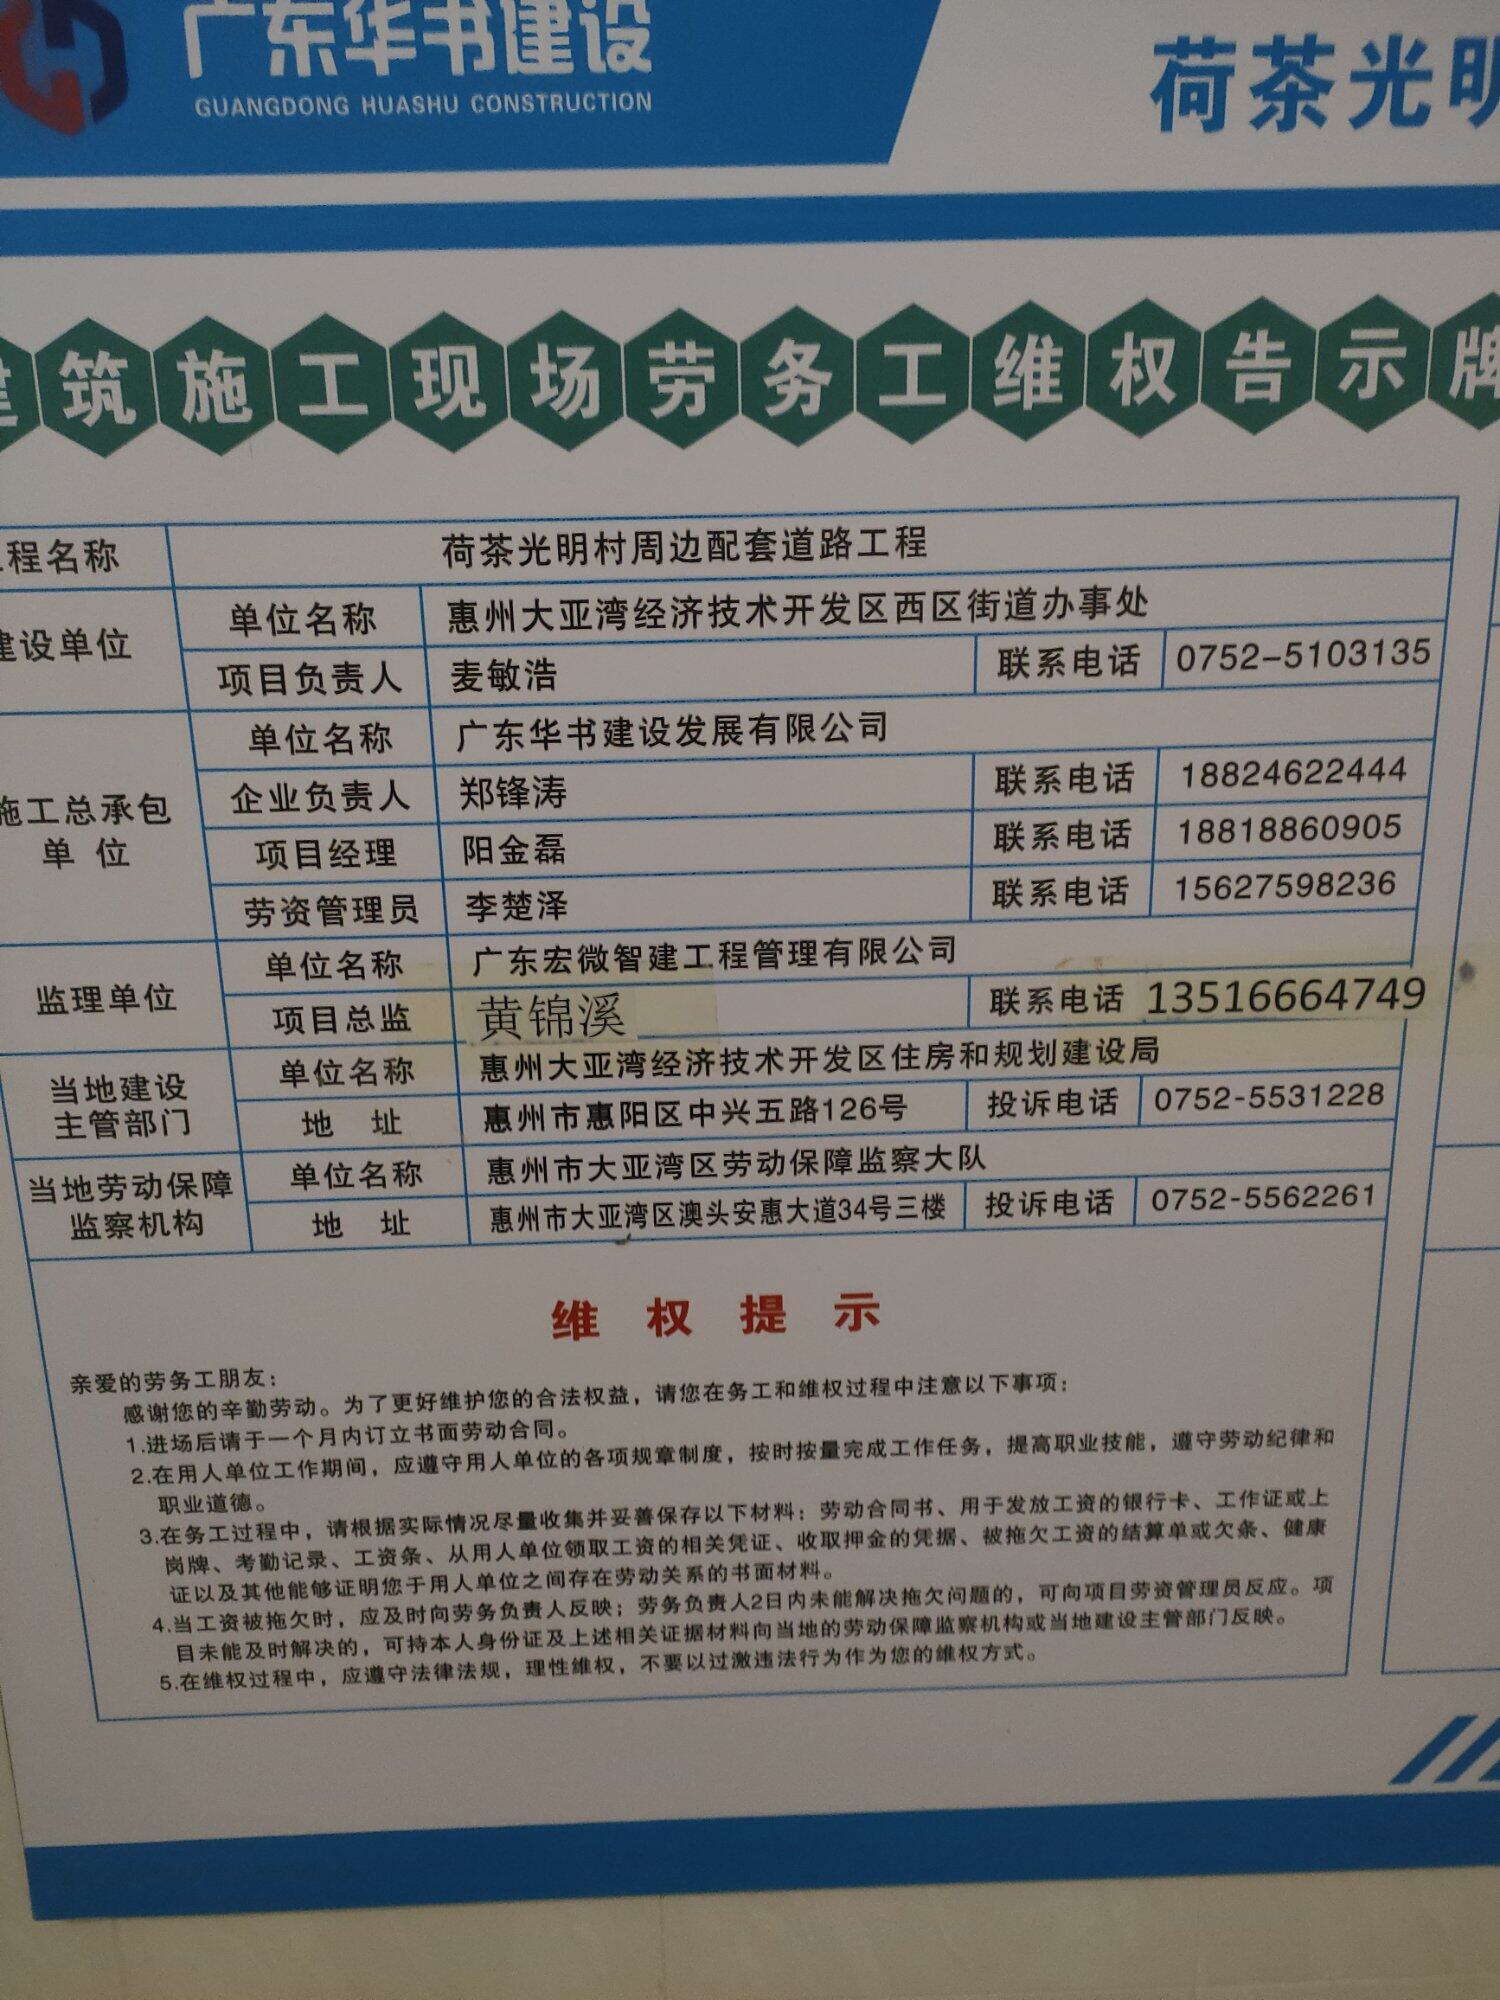 广东华书建设
GUANGDONG HUASHU CONSTRUCTION
荷茶光明
建筑施工现场劳务工维权告示牌
工程名称 荷茶光明村周边配套道路工程
建设单位 单位名称 惠州大亚湾经济技术开发区西区街道办事处
项目负责人 麦敏浩 联系电话 0752-5103135
施工总承包单 位 单位名称 广东华书建设发展有限公司
企业负责人 郑锋涛 联系电话 18824622444
项目经理 阳金磊 联系电话 18818860905
劳资管理员 李楚泽 联系电话 15627598236
监理单位 单位名称 广东宏微智建工程管理有限公司
项目总监 黄锦溪 联系电话 13516664749
当地建设主管部门 单位名称 惠州大亚湾经济技术开发区住房和规划建设局
地 址 惠州市惠阳区中兴五路126号 投诉电话 0752-5531228
当地劳动保障监察机构 单位名称 惠州市大亚湾区劳动保障监察大队
地 址 惠州市大亚湾区澳头安惠大道34号三楼 投诉电话 0752-5562261
维 权 提 示
亲爱的劳务工朋友：
感谢您的辛勤劳动。为了更好维护您的合法权益，请您在务工和维权过程中注意以下事项：
1.进场后请于一个月内订立书面劳动合同。
2.在用人单位工作期间，应遵守用人单位的各项规章制度，按时按量完成工作任务，提高职业技能，遵守劳动纪律和
职业道德。
3.在务工过程中，请根据实际情况尽量收集并妥善保存以下材料：劳动合同书、用于发放工资的银行卡、工作证或上
岗牌、考勤记录、工资条、从用人单位领取工资的相关凭证、收取押金的凭据、被拖欠工资的结算单或欠条、健康
证以及其他能够证明您于用人单位之间存在劳动关系的书面材料。
4.当工资被拖欠时，应及时向劳务负责人反映；劳务负责人2日内未能解决拖欠问题的，可向项目劳资管理员反应。项
目未能及时解决的，可持本人身份证及上述相关证据材料向当地的劳动保障监察机构或当地建设主管部门反映。
5.在维权过程中，应遵守法律法规，理性维权，不要以过激违法行为作为您的维权方式。